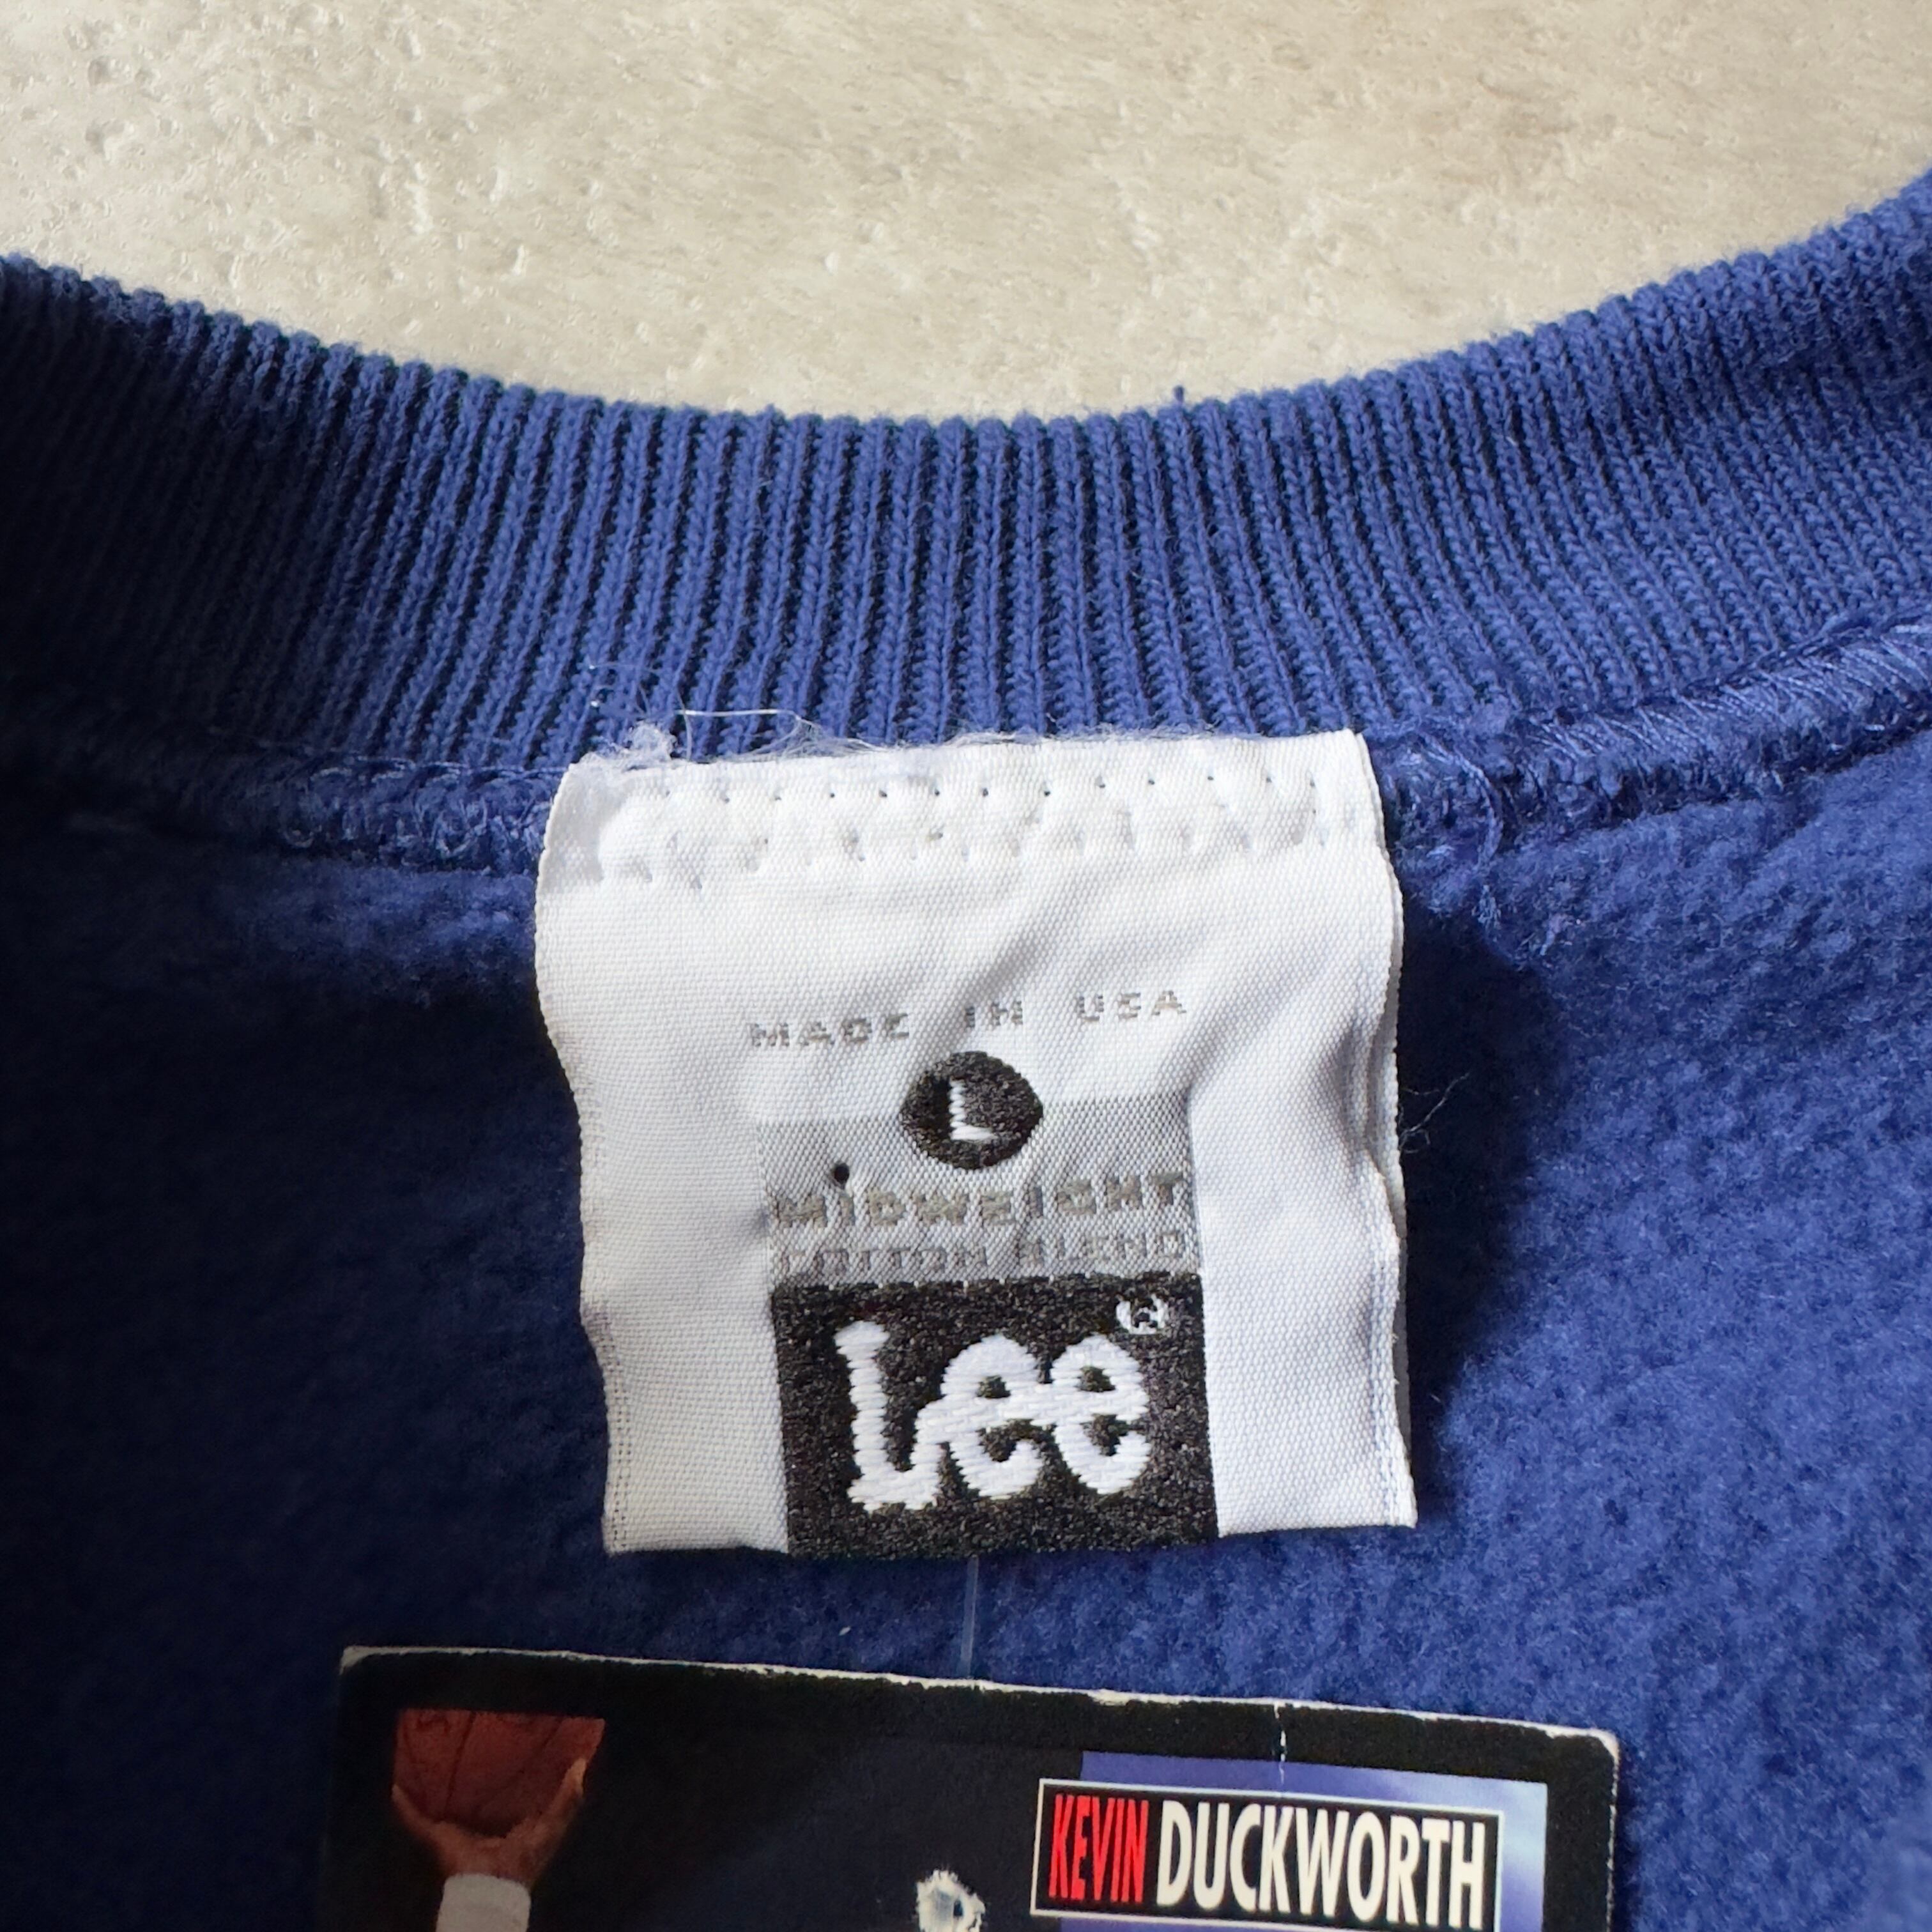 MADE IN USA
L
MIDWEIGHT
COTTON BLEND
Lee®
KEVIN DUCKWORTH